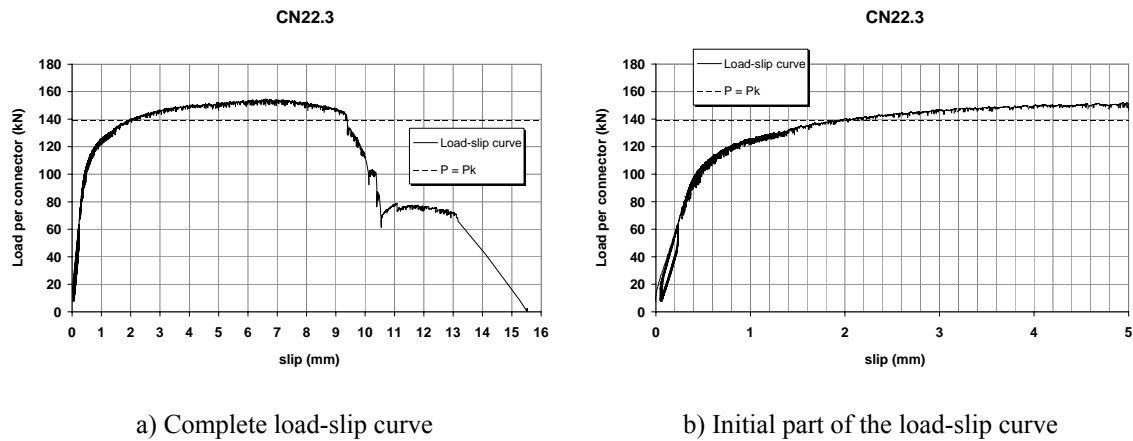 CN22.3
180
160
140
120
100
80
60
40
20
0
Load per connector (kN)
Load-slip curve
P = Pk
0 1 2 3 4 5 6 7 8 9 10 11 12 13 14 15 16
slip (mm)
a) Complete load-slip curve
CN22.3
Load-slip curve
P = Pk
180
160
140
120
100
80
60
40
20
0
Load per connector (kN)
0 1 2 3 4 5
slip (mm)
b) Initial part of the load-slip curve